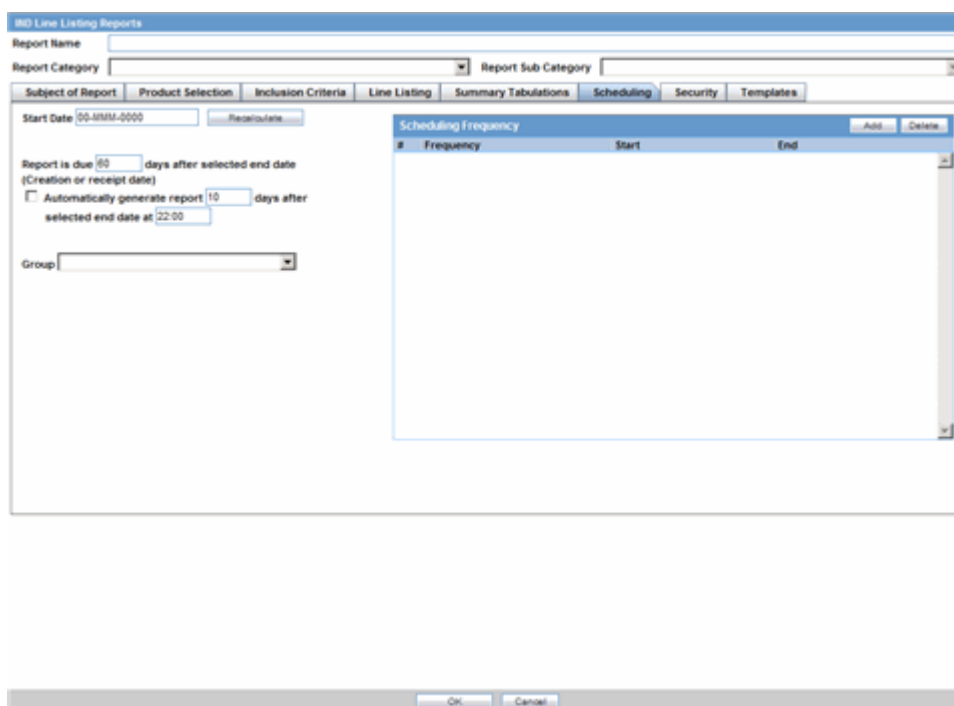 IND Line Listing Reports
Report Name
Report Category Report Sub Category
Subject of Report Product Selection Inclusion Criteria Line Listing Summary Tabulations Scheduling Security Templates
Start Date 00-MMM-0000 Recalculate
Scheduling Frequency Add Delete
# Frequency Start End
Report is due 60 days after selected end date
(Creation or receipt date)
Automatically generate report 10 days after
selected end date at 22:00
Group
OK Cancel